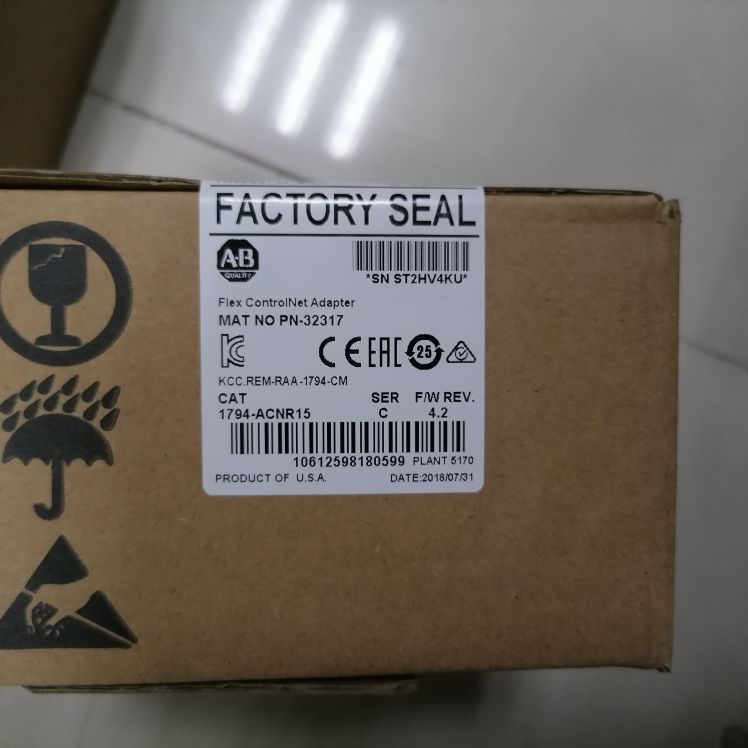 FACTORY SEAL
AB
QUALITY
*SN ST2HV4KU*
Flex ControlNet Adapter
MAT NO PN-32317
CE EAC 25
KCC.REM-RAA-1794-CM
CAT SER F/W REV.
1794-ACNR15 C 4.2
10612598180599 PLANT 5170
PRODUCT OF U.S.A. DATE:2018/07/31